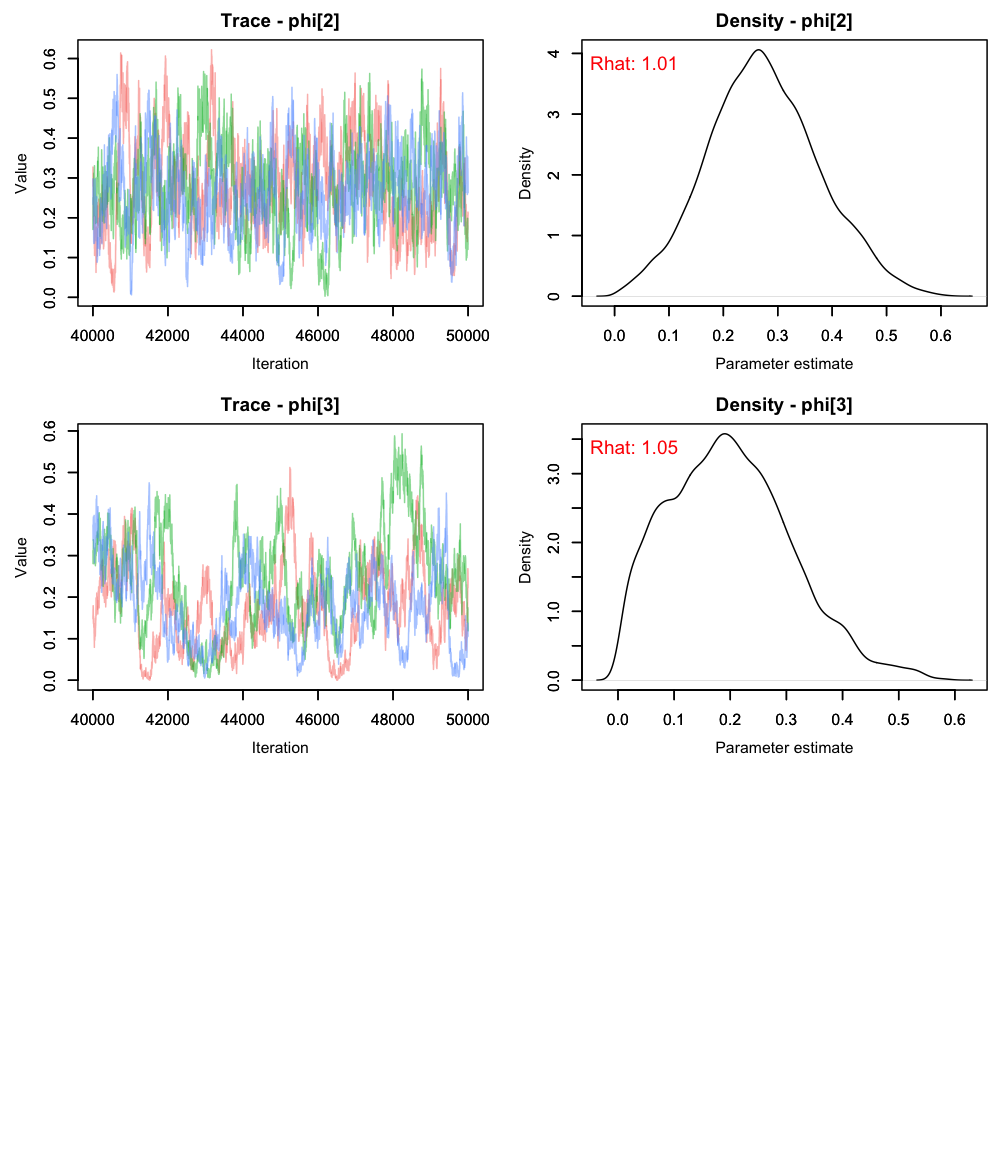 Trace - phi[2]
Value
0.0 0.1 0.2 0.3 0.4 0.5 0.6
40000 42000 44000 46000 48000 50000
Iteration
Density - phi[2]
Rhat: 1.01
Density
0 1 2 3 4
0.0 0.1 0.2 0.3 0.4 0.5 0.6
Parameter estimate
Trace - phi[3]
Value
0.0 0.1 0.2 0.3 0.4 0.5 0.6
40000 42000 44000 46000 48000 50000
Iteration
Density - phi[3]
Rhat: 1.05
Density
0.0 1.0 2.0 3.0
0.0 0.1 0.2 0.3 0.4 0.5 0.6
Parameter estimate